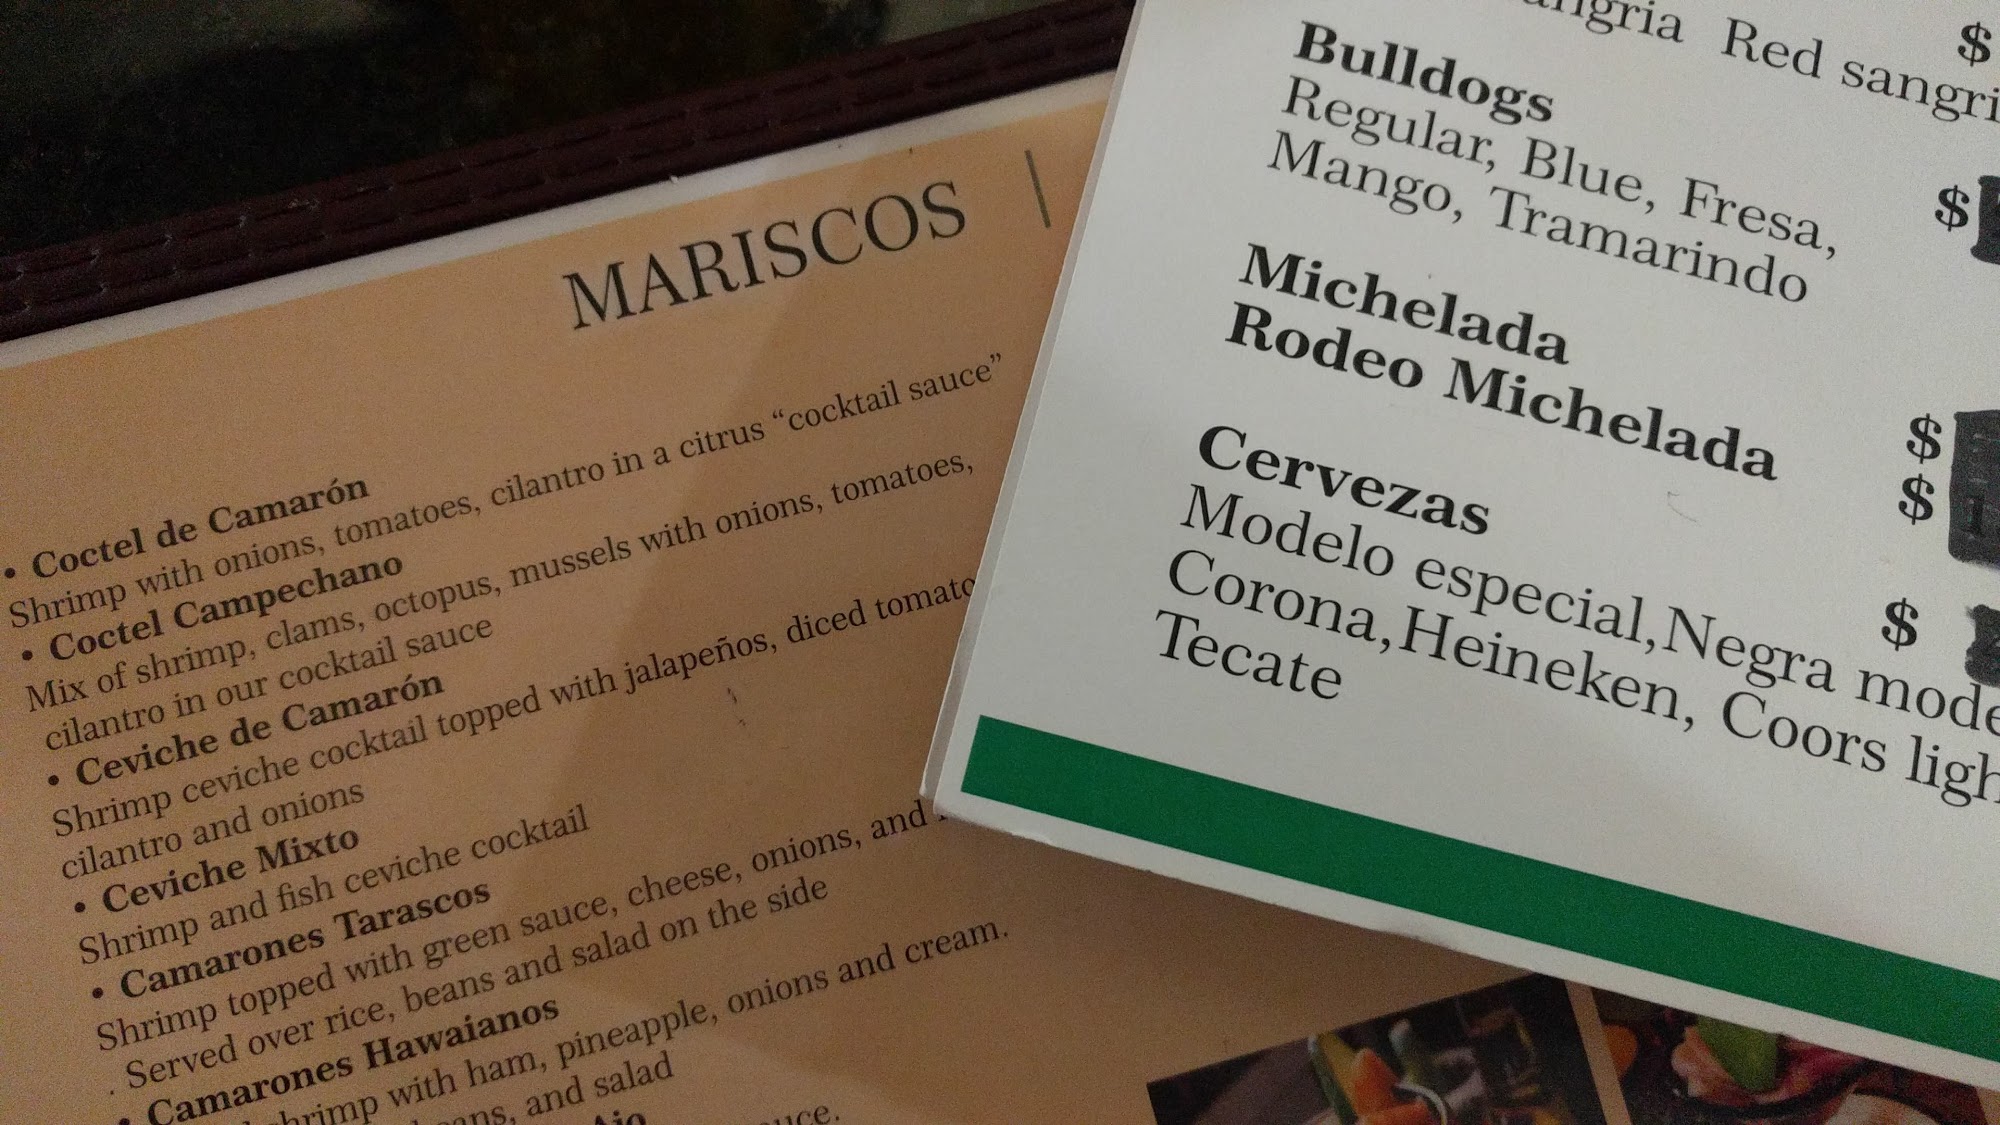 MARISCOS |
• Coctel de Camarón
Shrimp with onions, tomatoes, cilantro in a citrus “cocktail sauce”
• Coctel Campechano
Mix of shrimp, clams, octopus, mussels with onions, tomatoes,
cilantro in our cocktail sauce
• Ceviche de Camarón
Shrimp ceviche cocktail topped with jalapeños, diced
cilantro and onions
• Ceviche Mixto
Shrimp and fish ceviche cocktail
• Camarones Tarascos
Shrimp topped with green sauce, cheese, onions, and
. Served over rice, beans and salad on the side
• Camarones Hawaianos
shrimp with ham, pineapple, onions and cream.
and salad
Ajo
Red
$
Bulldogs
Regular, Blue, Fresa,
Mango, Tramarindo
$
Michelada
Rodeo Michelada
$
$
Cervezas
Modelo especial,Negra
Corona,Heineken, Coors
Tecate
$